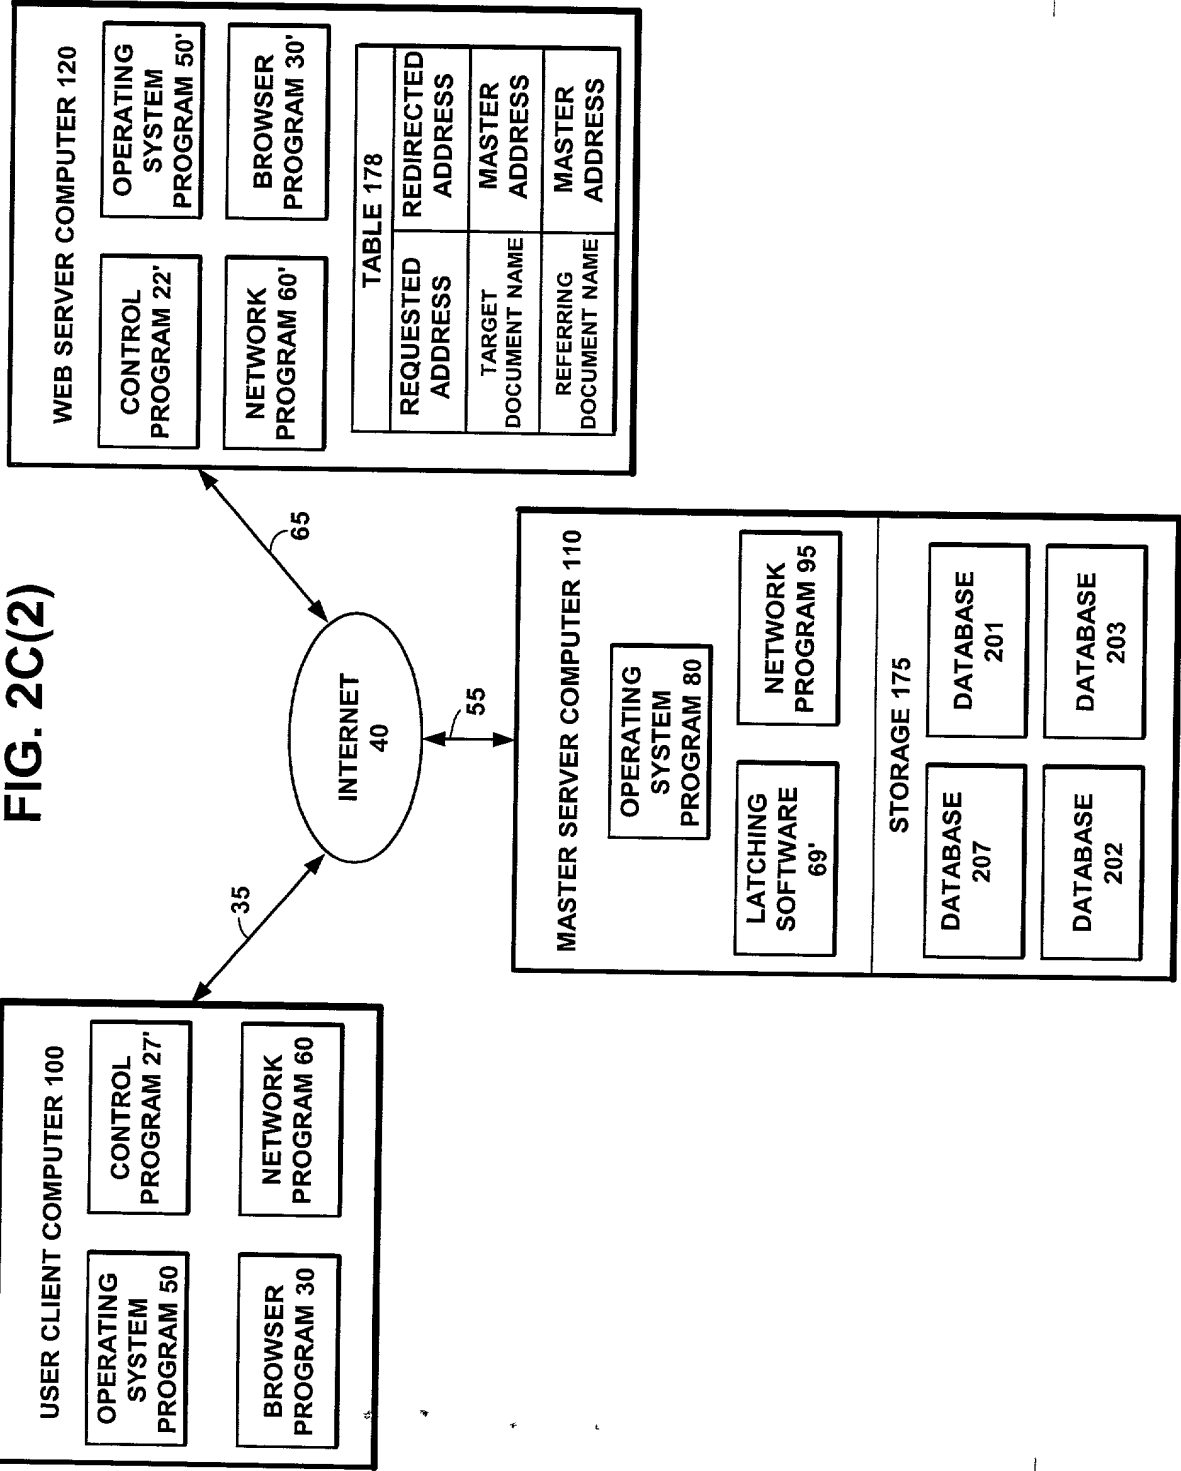 FIG. 2C(2)
USER CLIENT COMPUTER 100
OPERATING
SYSTEM
PROGRAM 50
CONTROL
PROGRAM 27'
BROWSER
PROGRAM 30
NETWORK
PROGRAM 60
35
INTERNET
40
65
55
WEB SERVER COMPUTER 120
CONTROL
PROGRAM 22'
OPERATING
SYSTEM
PROGRAM 50'
NETWORK
PROGRAM 60'
BROWSER
PROGRAM 30'
TABLE 178
REQUESTED
ADDRESS
REDIRECTED
ADDRESS
TARGET
DOCUMENT NAME
MASTER
ADDRESS
REFERRING
DOCUMENT NAME
MASTER
ADDRESS
MASTER SERVER COMPUTER 110
OPERATING
SYSTEM
PROGRAM 80
LATCHING
SOFTWARE
69'
NETWORK
PROGRAM 95
STORAGE 175
DATABASE
207
DATABASE
201
DATABASE
202
DATABASE
203